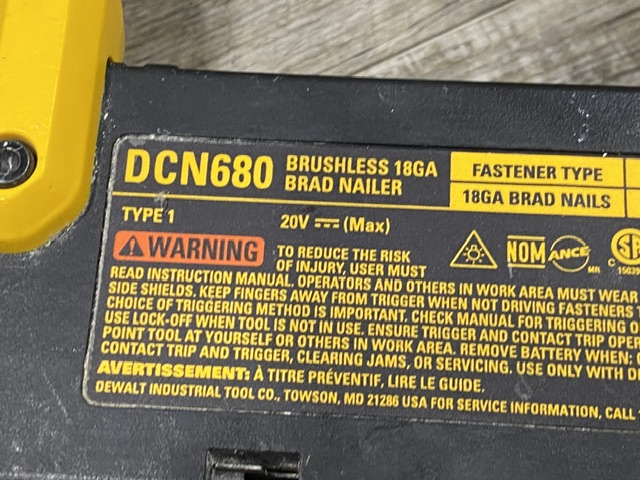 DCN680 BRUSHLESS 18GA BRAD NAILER
FASTENER TYPE
18GA BRAD NAILS
TYPE 1 20V (Max)
WARNING TO REDUCE THE RISK
OF INJURY, USER MUST
READ INSTRUCTION MANUAL. OPERATORS AND OTHERS IN WORK AREA MUST WEAR
SIDE SHIELDS. KEEP FINGERS AWAY FROM TRIGGER WHEN NOT DRIVING FASTENERS
CHOICE OF TRIGGERING METHOD IS IMPORTANT. CHECK MANUAL FOR TRIGGERING
USE LOCK-OFF WHEN TOOL IS NOT IN USE. ENSURE TRIGGER AND CONTACT TRIP
POINT TOOL AT YOURSELF OR OTHERS IN WORK AREA. REMOVE BATTERY WHEN:
CONTACT TRIP AND TRIGGER, CLEARING JAMS, OR SERVICING. USE ONLY WITH
AVERTISSEMENT: À TITRE PRÉVENTIF, LIRE LE GUIDE.
DEWALT INDUSTRIAL TOOL CO., TOWSON, MD 21286 USA FOR SERVICE INFORMATION, CALL
NOM ANCE MR
C